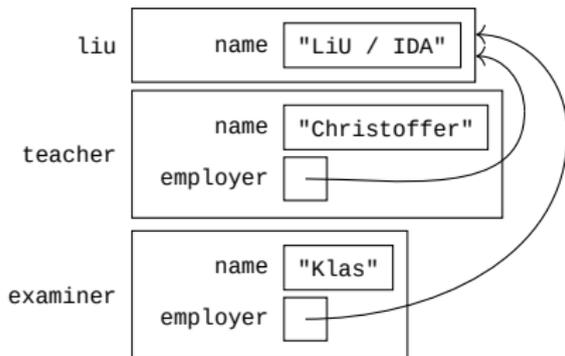 liu name "LiU / IDA"
name "Christoffer"
teacher
employer
name "Klas"
examiner
employer